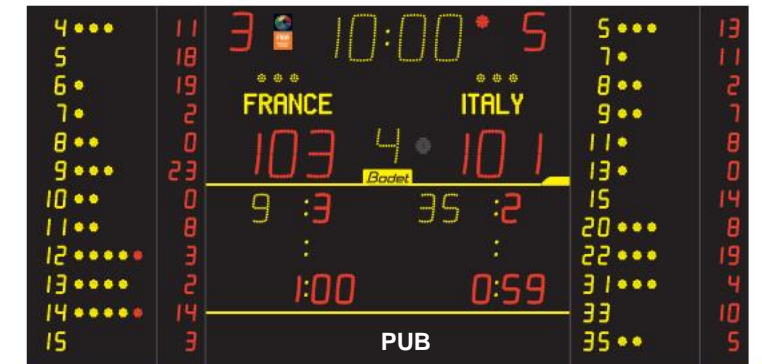 4 11 3 10:00 5 5 13
5 18 7 11
6 19 8 2
7 2 FRANCE ITALY 9 7
8 0 103 4 101 11 8
9 23 Bodet 13 0
10 0 9 :3 35 :2 15 14
11 8 20 8
12 3 : : 22 19
13 2 1:00 0:59 31 4
14 14 33 10
15 3 PUB 35 5